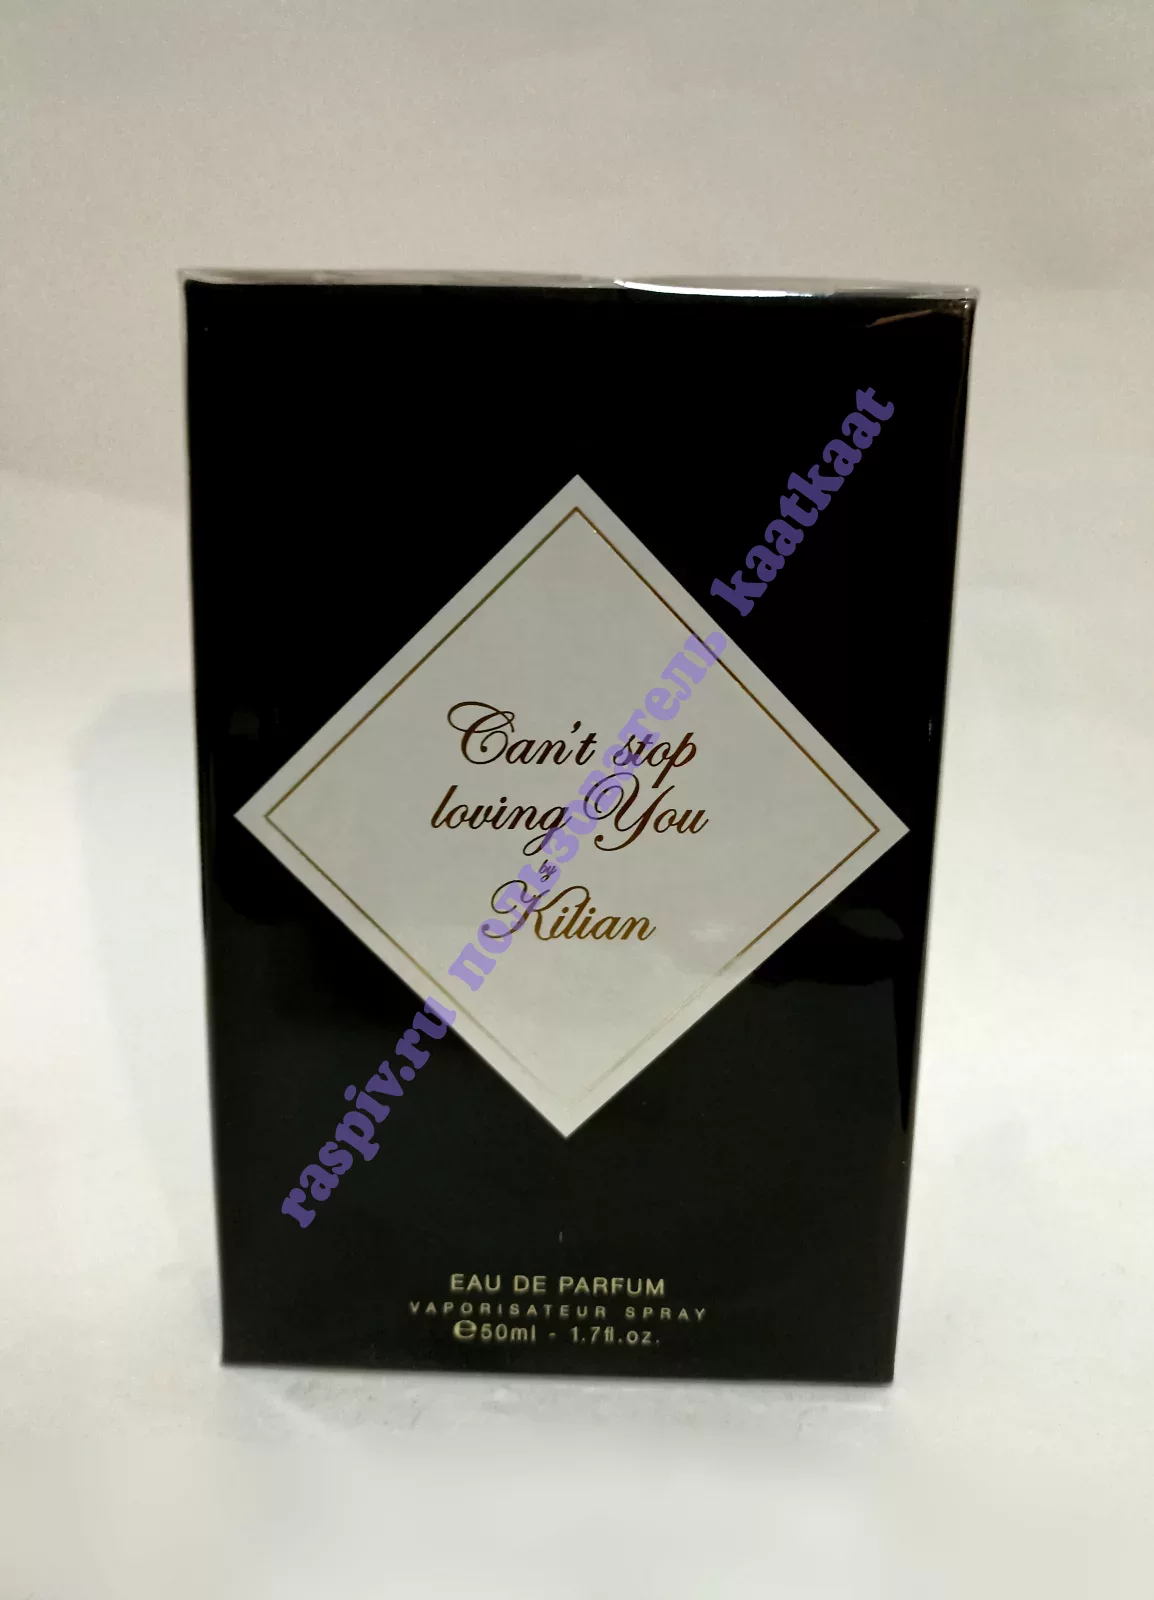 Can't stop
loving You
by
Kilian
EAU DE PARFUM
VAPORISATEUR SPRAY
℮50ml - 1.7fl.oz.
raspiv.ru пользователь kaatkaat